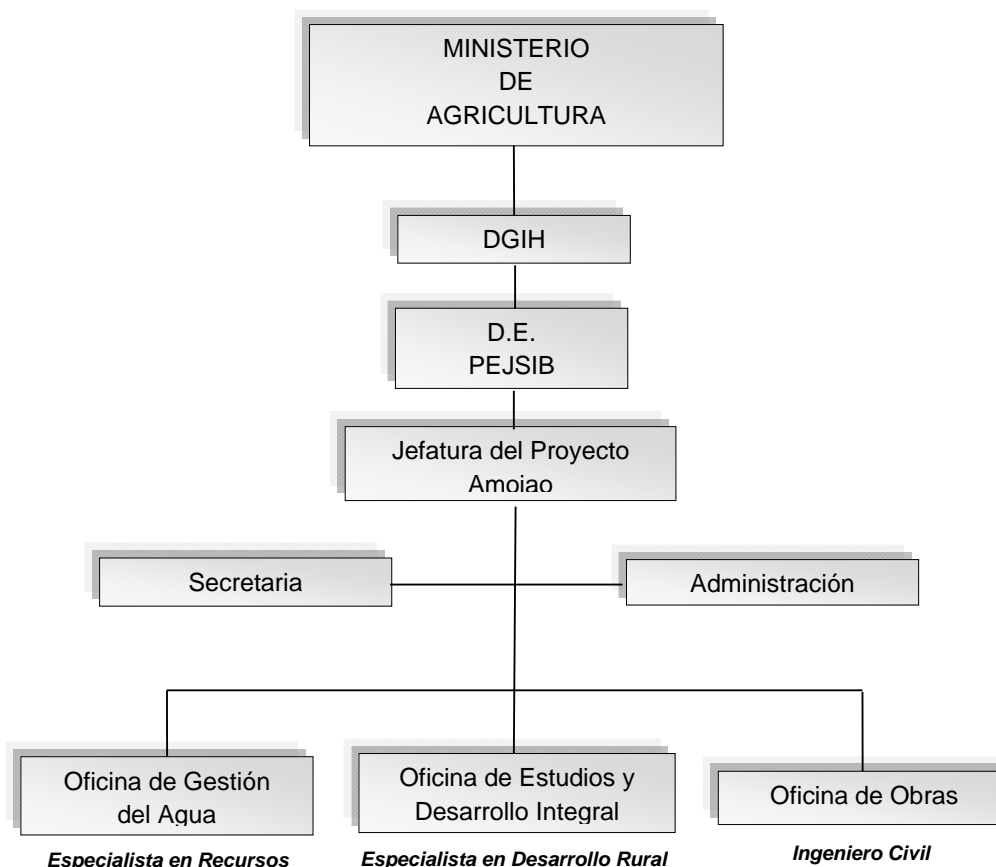 MINISTERIO
DE
AGRICULTURA
DGIH
D.E.
PEJSIB
Jefatura del Proyecto
Amojao
Secretaria
Administración
Oficina de Gestión
del Agua
Oficina de Estudios y
Desarrollo Integral
Oficina de Obras
Especialista en Recursos
Especialista en Desarrollo Rural
Ingeniero Civil